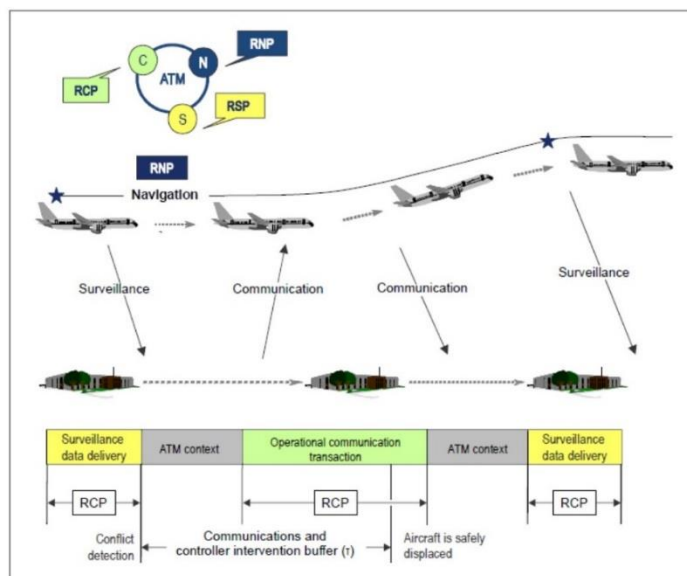 RNP
C
N
ATM
RCP
RSP
S
RNP
Navigation
Surveillance
Communication
Communication
Surveillance
Surveillance
data delivery
ATM context
Operational communication
transaction
ATM context
Surveillance
data delivery
RCP
RCP
RCP
Conflict
detection
Communications and
controller intervention buffer (τ)
Aircraft is safely
displaced